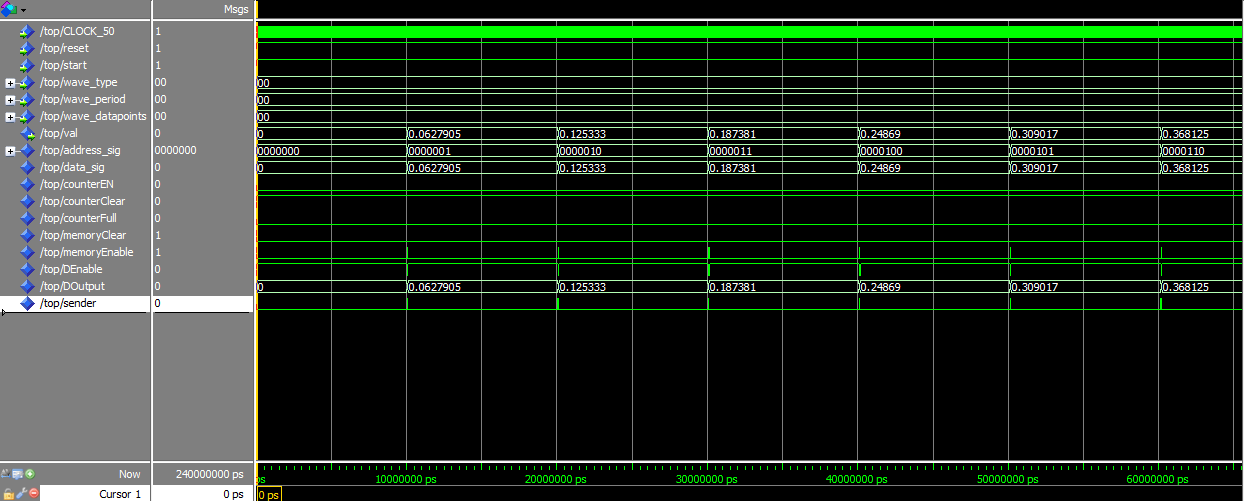 Msgs
/top/CLOCK_50 1
/top/reset 1
/top/start 1
/top/wave_type 00 00
/top/wave_period 00 00
/top/wave_datapoints 00 00
/top/val 0 0 0.0627905 0.125333 0.187381 0.24869 0.309017 0.368125
/top/address_sig 0000000 0000000 0000001 0000010 0000011 0000100 0000101 0000110
/top/data_sig 0 0 0.0627905 0.125333 0.187381 0.24869 0.309017 0.368125
/top/counterEN 0
/top/counterClear 0
/top/counterFull 0
/top/memoryClear 1
/top/memoryEnable 1
/top/DEnable 0
/top/DOutput 0 0 0.0627905 0.125333 0.187381 0.24869 0.309017 0.368125
/top/sender 0
Now 240000000 ps ps 10000000 ps 20000000 ps 30000000 ps 40000000 ps 50000000 ps 60000000 ps
Cursor 1 0 ps 0 ps